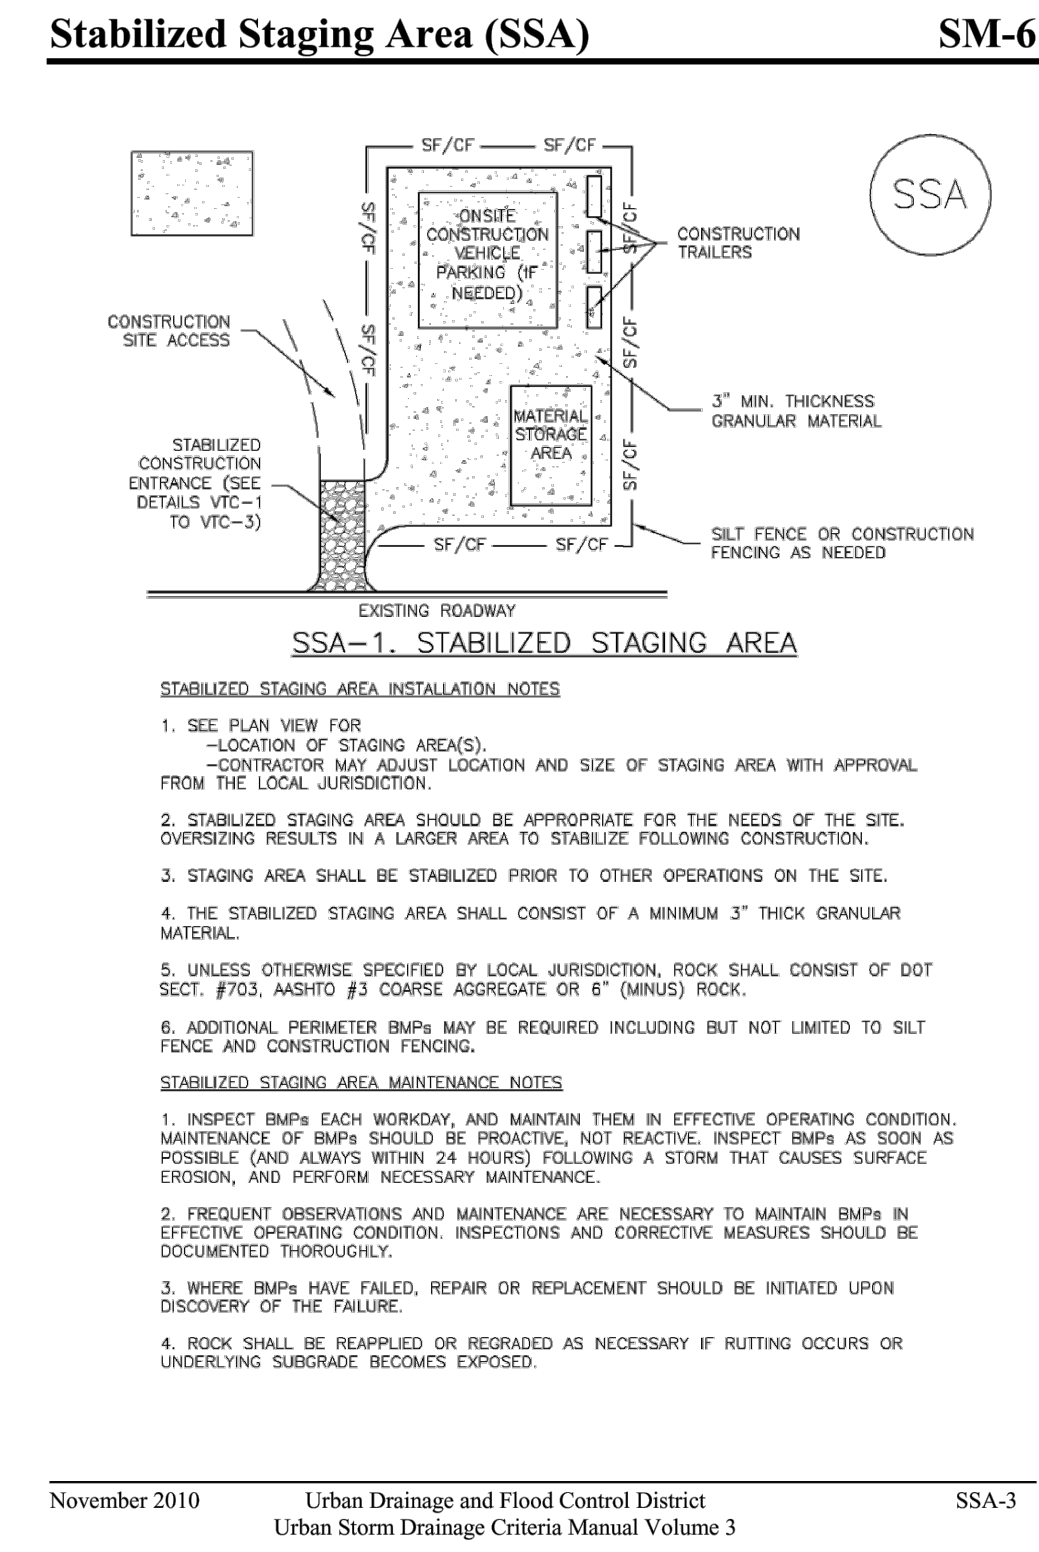 Stabilized Staging Area (SSA) SM-6
SF/CF SF/CF
SSA
SF/CF
SF/CF
ONSITE
CONSTRUCTION
VEHICLE
PARKING (IF
NEEDED)
CONSTRUCTION
TRAILERS
CONSTRUCTION
SITE ACCESS
SF/CF
SF/CF
3" MIN. THICKNESS
GRANULAR MATERIAL
MATERIAL
STORAGE
AREA
STABILIZED
CONSTRUCTION
ENTRANCE (SEE
DETAILS VTC-1
TO VTC-3)
SF/CF
SF/CF SF/CF
SILT FENCE OR CONSTRUCTION
FENCING AS NEEDED
EXISTING ROADWAY
SSA-1. STABILIZED STAGING AREA
STABILIZED STAGING AREA INSTALLATION NOTES
1. SEE PLAN VIEW FOR
-LOCATION OF STAGING AREA(S).
-CONTRACTOR MAY ADJUST LOCATION AND SIZE OF STAGING AREA WITH APPROVAL
FROM THE LOCAL JURISDICTION.
2. STABILIZED STAGING AREA SHOULD BE APPROPRIATE FOR THE NEEDS OF THE SITE.
OVERSIZING RESULTS IN A LARGER AREA TO STABILIZE FOLLOWING CONSTRUCTION.
3. STAGING AREA SHALL BE STABILIZED PRIOR TO OTHER OPERATIONS ON THE SITE.
4. THE STABILIZED STAGING AREA SHALL CONSIST OF A MINIMUM 3" THICK GRANULAR
MATERIAL.
5. UNLESS OTHERWISE SPECIFIED BY LOCAL JURISDICTION, ROCK SHALL CONSIST OF DOT
SECT. #703, AASHTO #3 COARSE AGGREGATE OR 6" (MINUS) ROCK.
6. ADDITIONAL PERIMETER BMPs MAY BE REQUIRED INCLUDING BUT NOT LIMITED TO SILT
FENCE AND CONSTRUCTION FENCING.
STABILIZED STAGING AREA MAINTENANCE NOTES
1. INSPECT BMPs EACH WORKDAY, AND MAINTAIN THEM IN EFFECTIVE OPERATING CONDITION.
MAINTENANCE OF BMPs SHOULD BE PROACTIVE, NOT REACTIVE. INSPECT BMPs AS SOON AS
POSSIBLE (AND ALWAYS WITHIN 24 HOURS) FOLLOWING A STORM THAT CAUSES SURFACE
EROSION, AND PERFORM NECESSARY MAINTENANCE.
2. FREQUENT OBSERVATIONS AND MAINTENANCE ARE NECESSARY TO MAINTAIN BMPs IN
EFFECTIVE OPERATING CONDITION. INSPECTIONS AND CORRECTIVE MEASURES SHOULD BE
DOCUMENTED THOROUGHLY.
3. WHERE BMPs HAVE FAILED, REPAIR OR REPLACEMENT SHOULD BE INITIATED UPON
DISCOVERY OF THE FAILURE.
4. ROCK SHALL BE REAPPLIED OR REGRADED AS NECESSARY IF RUTTING OCCURS OR
UNDERLYING SUBGRADE BECOMES EXPOSED.
November 2010 Urban Drainage and Flood Control District SSA-3
Urban Storm Drainage Criteria Manual Volume 3